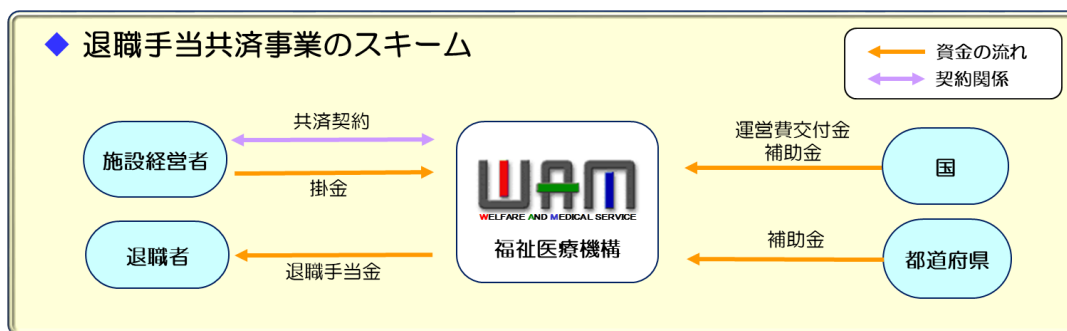 ◆ 退職手当共済事業のスキーム
資金の流れ
契約関係
共済契約
施設経営者
掛金
退職者
退職手当金
WAM
WELFARE AND MEDICAL SERVICE
福祉医療機構
運営費交付金
補助金
国
補助金
都道府県